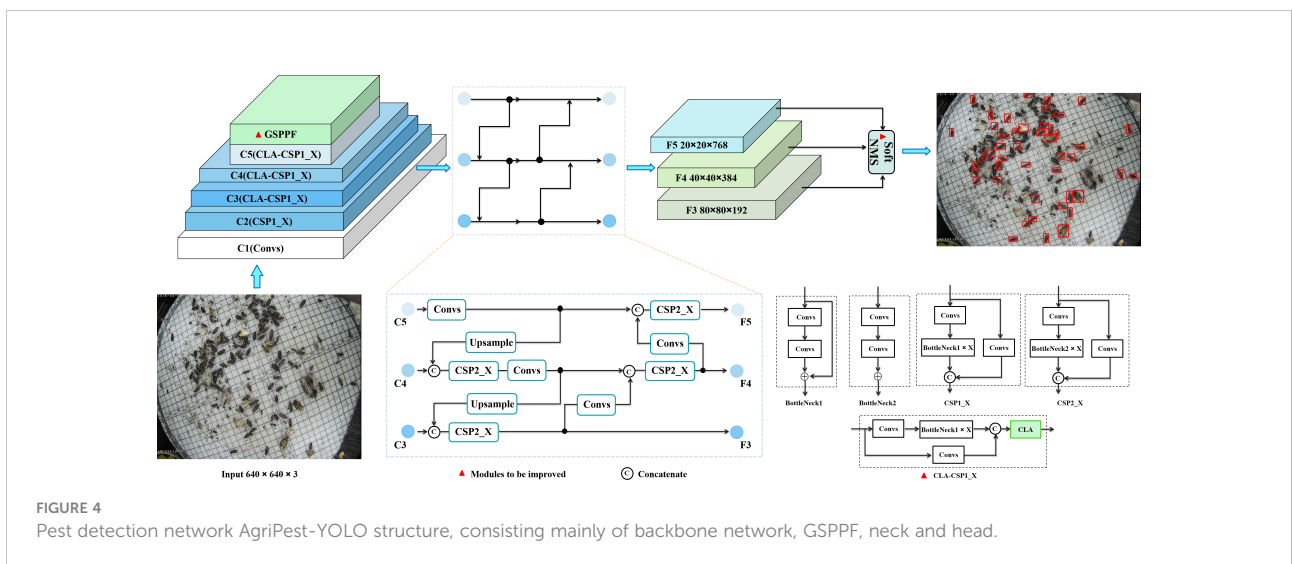 GSPPF
C5(CLA-CSP1_X)
C4(CLA-CSP1_X)
C3(CLA-CSP1_X)
C2(CSP1_X)
C1(Convs)
F5 20×20×768
F4 40×40×384
F3 80×80×192
Soft
NMS
Input 640 × 640 × 3
C5
Convs
C
CSP2_X
F5
Upsample
Convs
C4
C
CSP2_X
Convs
C
CSP2_X
F4
Upsample
Convs
C3
C
CSP2_X
F3
Modules to be improved
C
Concatenate
Convs
Convs
BottleNeck1
Convs
Convs
BottleNeck2
Convs
BottleNeck1 × X
Convs
C
CSP1_X
Convs
BottleNeck2 × X
Convs
C
CSP2_X
Convs
BottleNeck1 × X
C
CLA
Convs
CLA-CSP1_X
FIGURE 4
Pest detection network AgriPest-YOLO structure, consisting mainly of backbone network, GSPPF, neck and head.